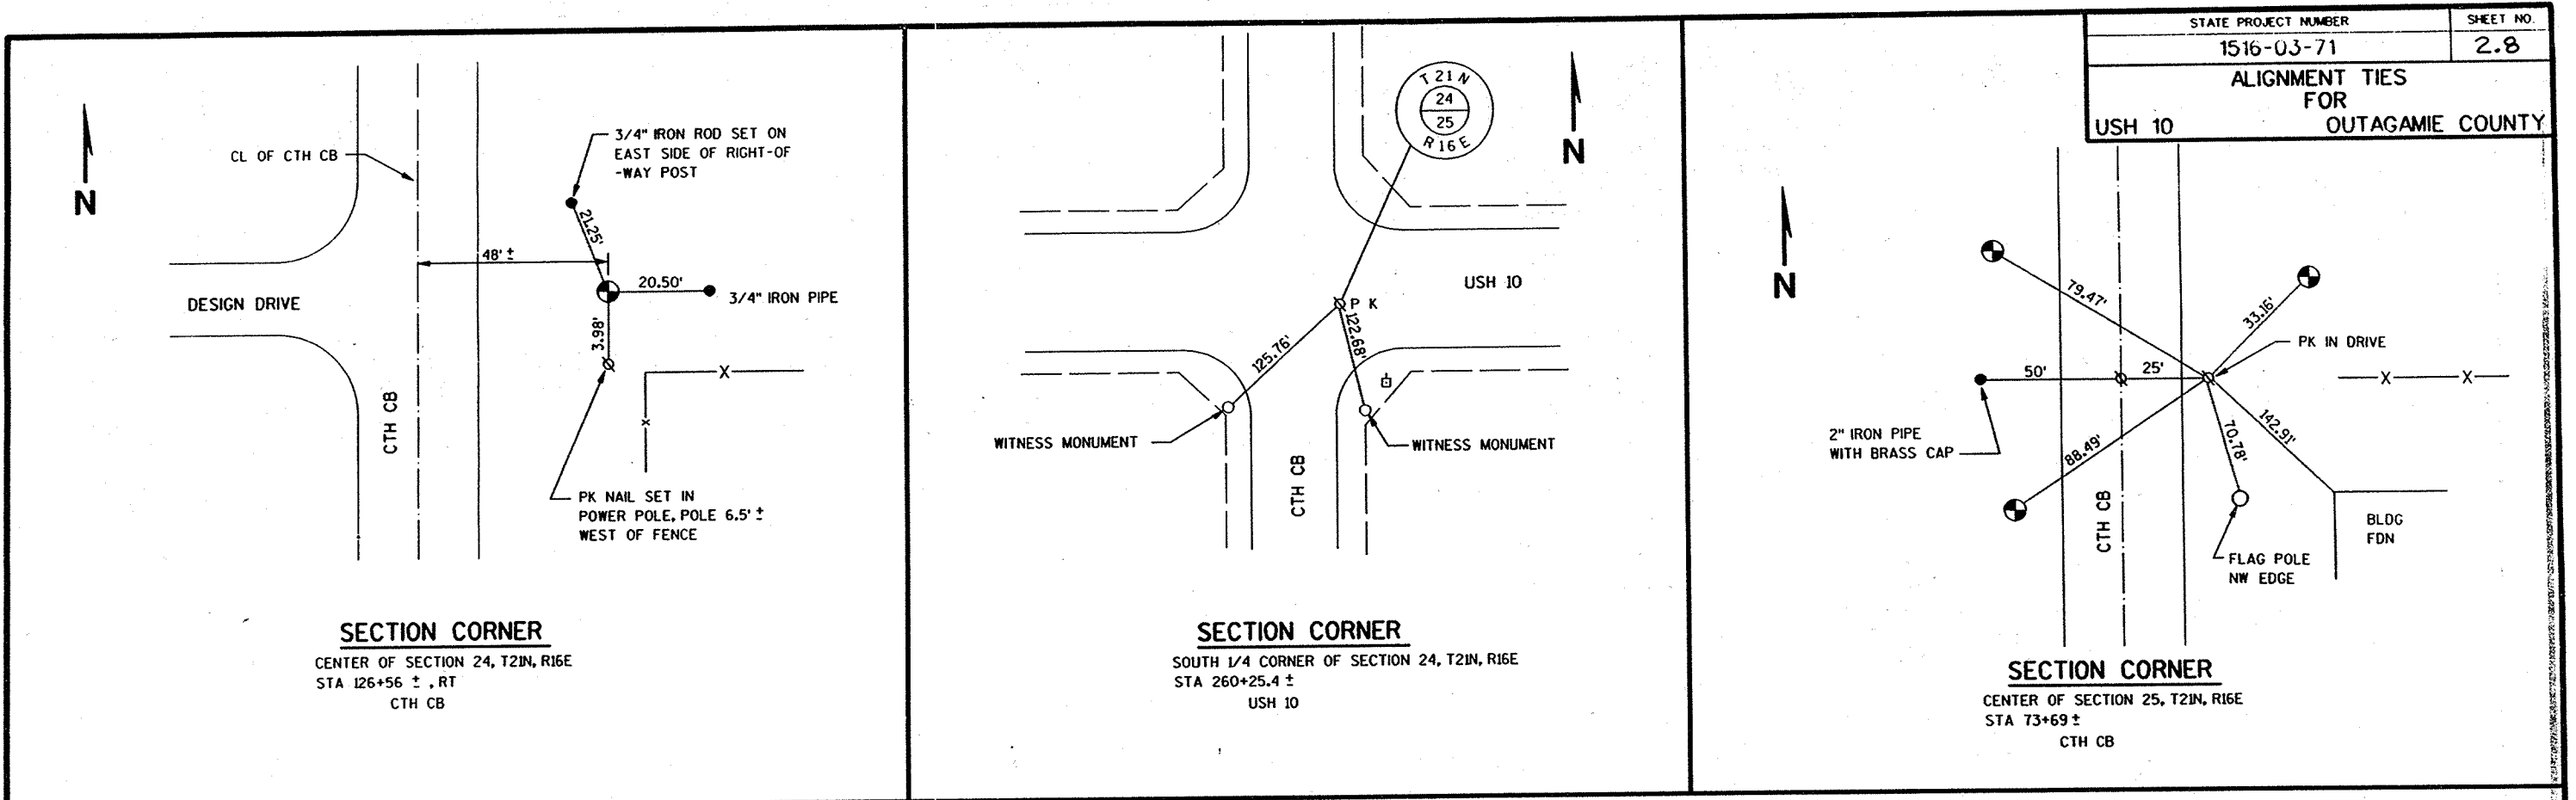 STATE PROJECT NUMBER
SHEET NO.
1516-03-71
2.8
ALIGNMENT TIES
FOR
USH 10
OUTAGAMIE COUNTY
N
CL OF CTH CB
3/4" IRON ROD SET ON
EAST SIDE OF RIGHT-OF
-WAY POST
21.25'
48' ±
20.50'
3/4" IRON PIPE
DESIGN DRIVE
3.98'
CTH CB
X
X
PK NAIL SET IN
POWER POLE, POLE 6.5' ±
WEST OF FENCE
SECTION CORNER
CENTER OF SECTION 24, T21N, R16E
STA 126+56 ± , RT
CTH CB
T 21 N
24
25
R 16 E
N
USH 10
P K
125.76'
122.68'
WITNESS MONUMENT
WITNESS MONUMENT
CTH CB
SECTION CORNER
SOUTH 1/4 CORNER OF SECTION 24, T21N, R16E
STA 260+25.4 ±
USH 10
N
79.47'
33.16'
PK IN DRIVE
50'
25'
X
X
2" IRON PIPE
WITH BRASS CAP
88.49'
70.78'
142.91'
CTH CB
BLDG
FDN
FLAG POLE
NW EDGE
SECTION CORNER
CENTER OF SECTION 25, T21N, R16E
STA 73+69 ±
CTH CB